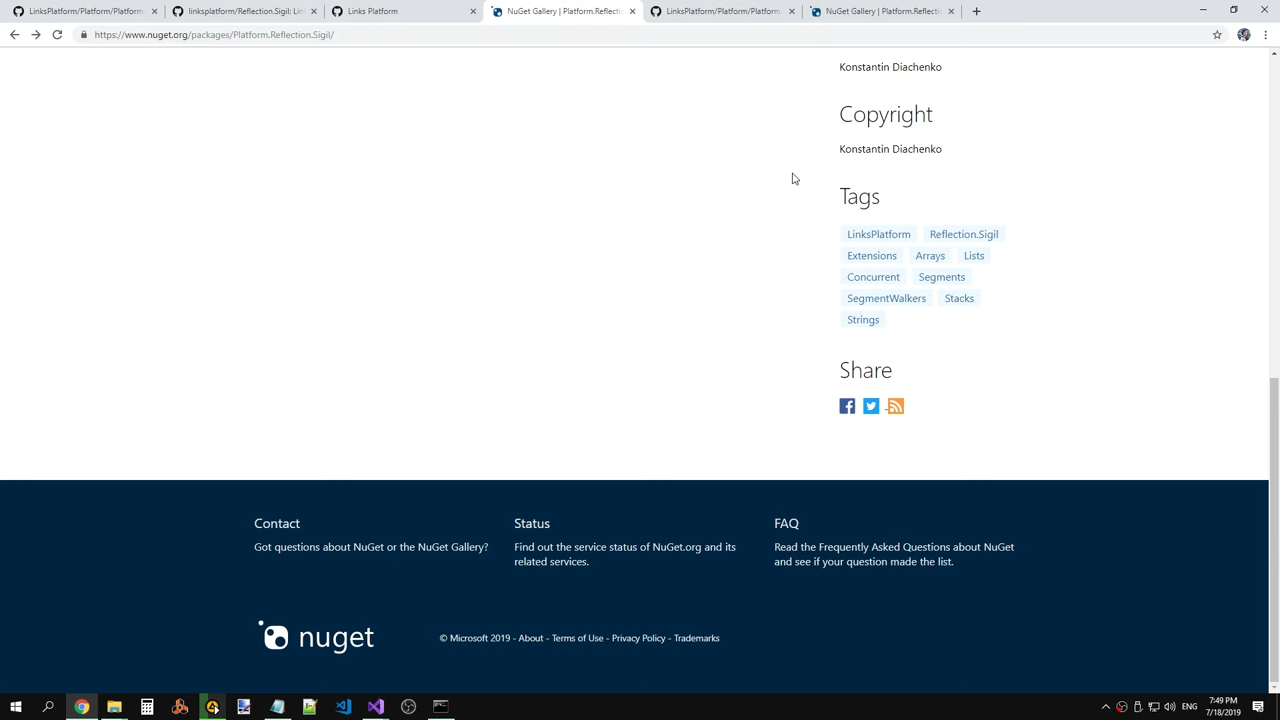 LinksPlatform/Platform/Platform
linksplatform/Reflection.Sigil: Lin
Links Platform
NuGet Gallery | Platform.Reflectio
LinksPlatform/Platform/Platform/
NuGet Gallery | Platform.Reflectio
https://www.nuget.org/packages/Platform.Reflection.Sigil/
Konstantin Diachenko
Copyright
Konstantin Diachenko
Tags
LinksPlatform Reflection.Sigil
Extensions Arrays Lists
Concurrent Segments
SegmentWalkers Stacks
Strings
Share
Contact
Got questions about NuGet or the NuGet Gallery?
Status
Find out the service status of NuGet.org and its
related services.
FAQ
Read the Frequently Asked Questions about NuGet
and see if your question made the list.
nuget
© Microsoft 2019 - About - Terms of Use - Privacy Policy - Trademarks
ENG
7:49 PM
7/18/2019